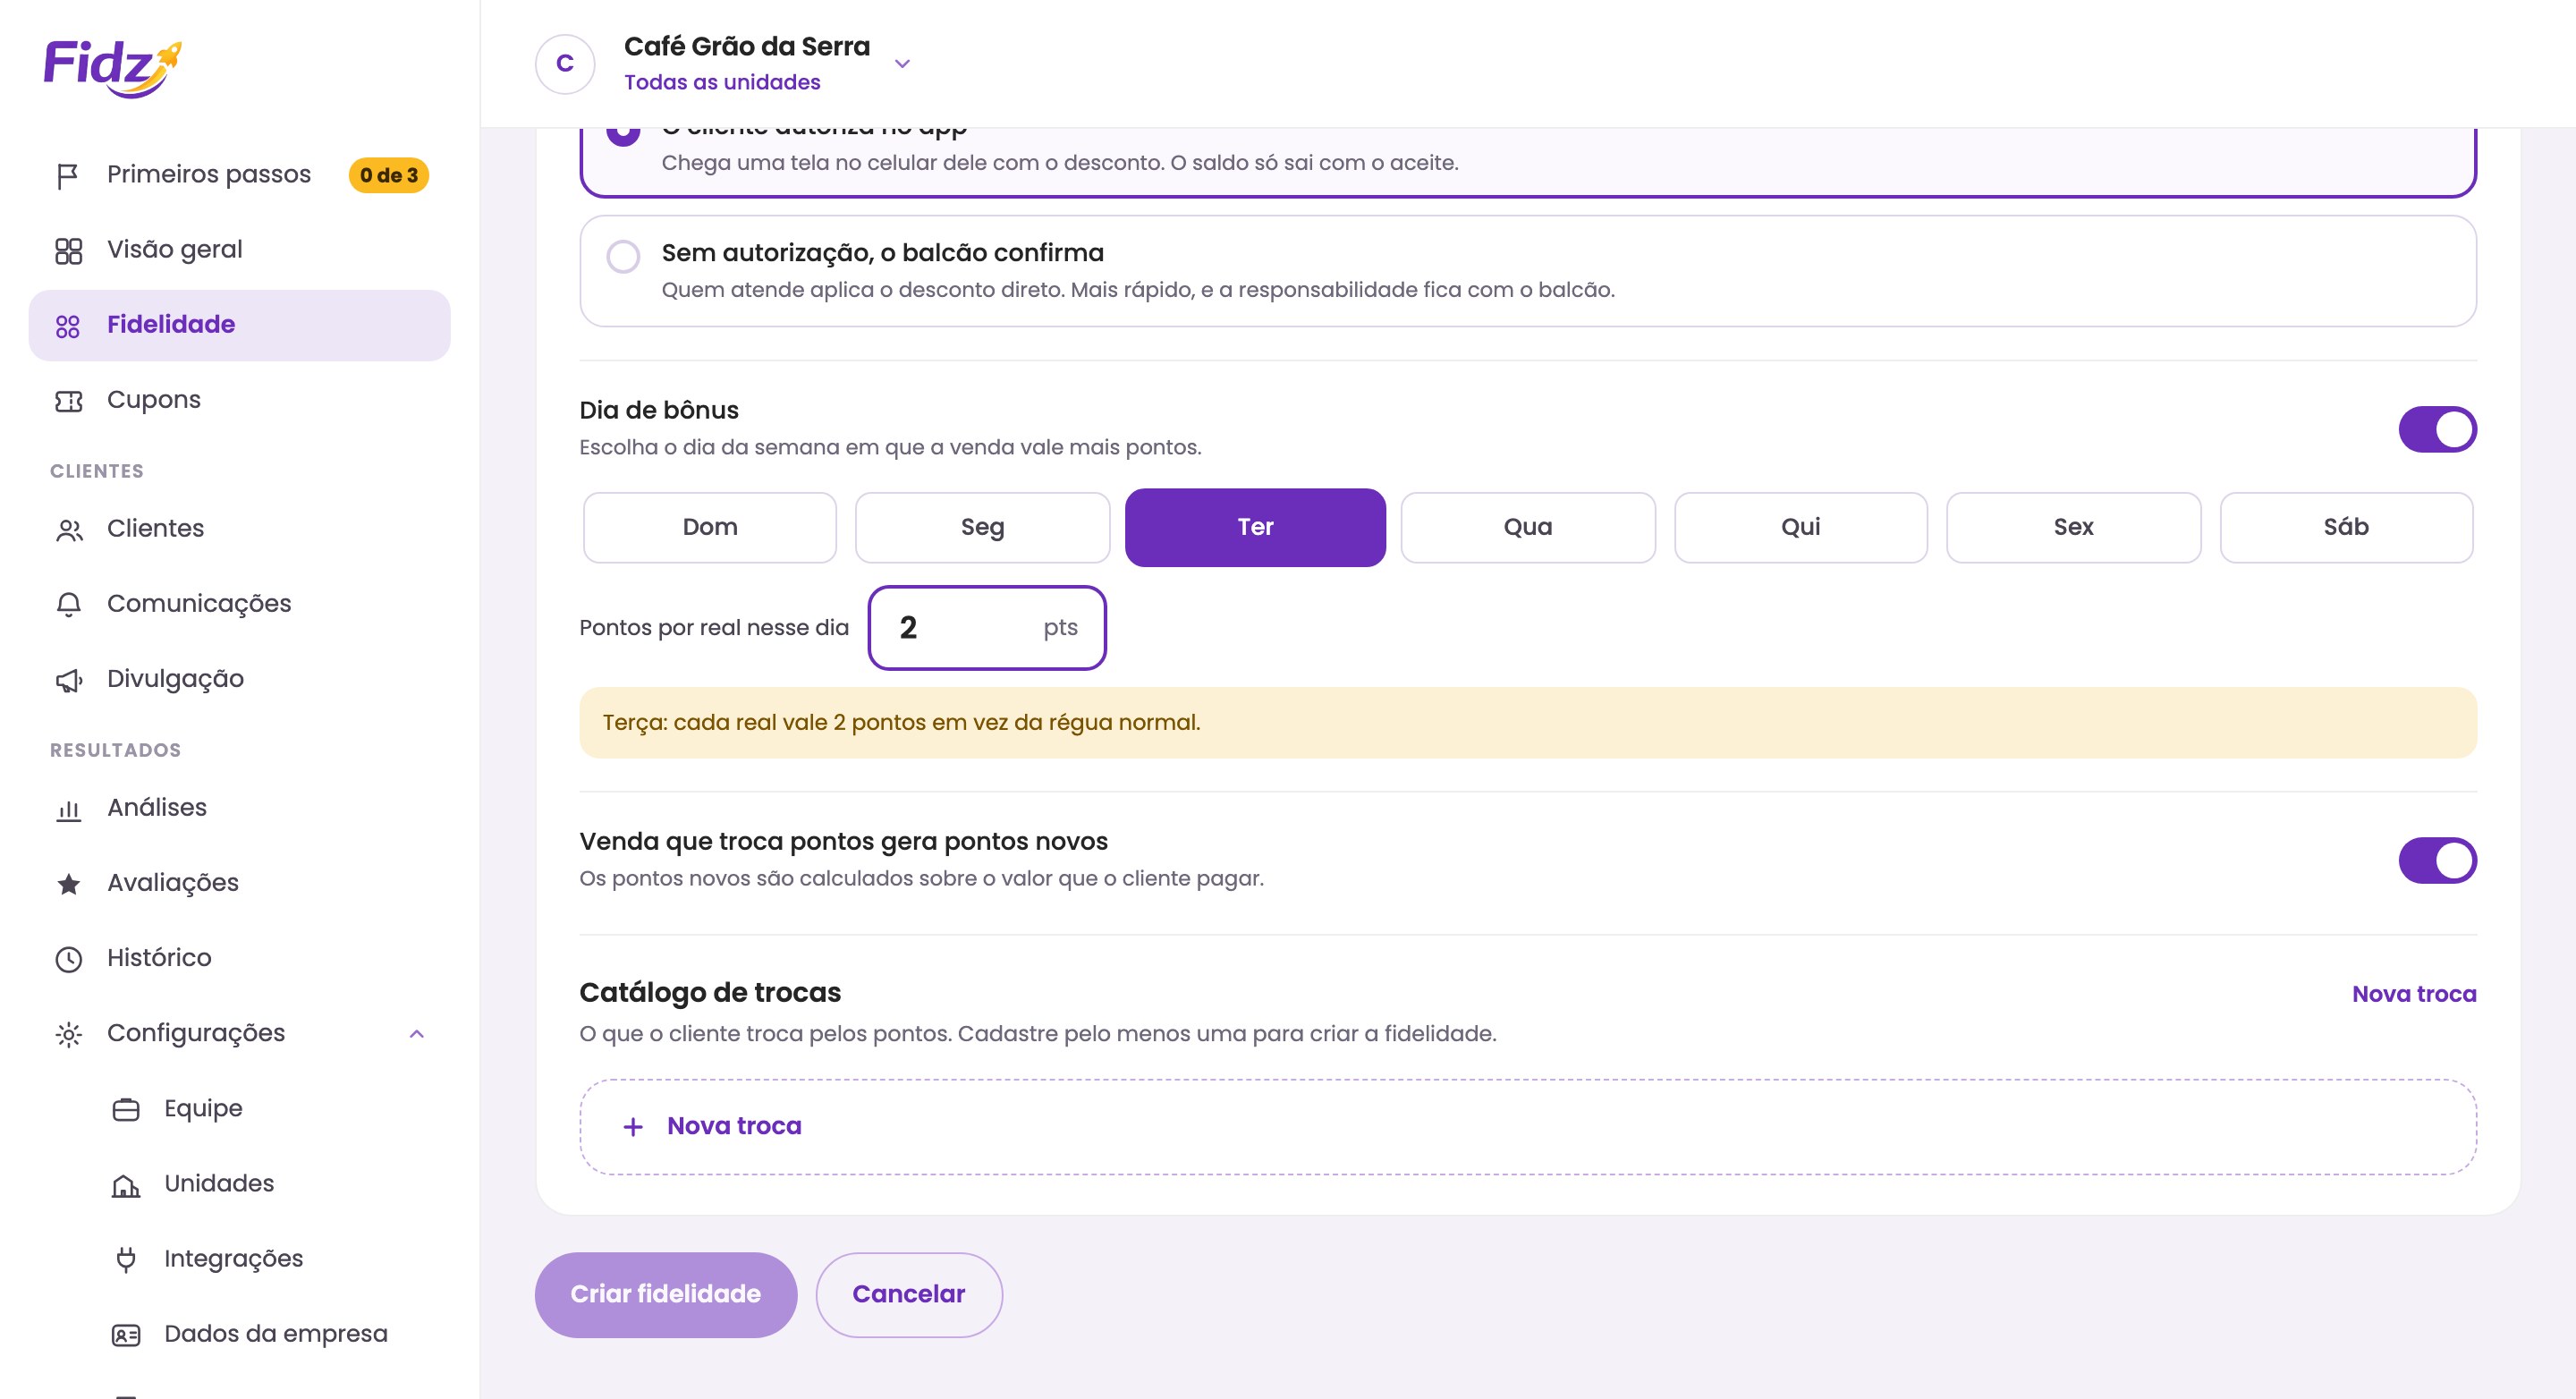 Fidz
Primeiros passos
0 de 3
Visão geral
Fidelidade
Cupons
CLIENTES
Clientes
Comunicações
Divulgação
RESULTADOS
Análises
Avaliações
Histórico
Configurações
Equipe
Unidades
Integrações
Dados da empresa
C
Café Grão da Serra
Todas as unidades
O cliente autoriza no app
Chega uma tela no celular dele com o desconto. O saldo só sai com o aceite.
Sem autorização, o balcão confirma
Quem atende aplica o desconto direto. Mais rápido, e a responsabilidade fica com o balcão.
Dia de bônus
Escolha o dia da semana em que a venda vale mais pontos.
Dom Seg Ter Qua Qui Sex Sáb
Pontos por real nesse dia 2 pts
Terça: cada real vale 2 pontos em vez da régua normal.
Venda que troca pontos gera pontos novos
Os pontos novos são calculados sobre o valor que o cliente pagar.
Catálogo de trocas
Nova troca
O que o cliente troca pelos pontos. Cadastre pelo menos uma para criar a fidelidade.
+ Nova troca
Criar fidelidade
Cancelar